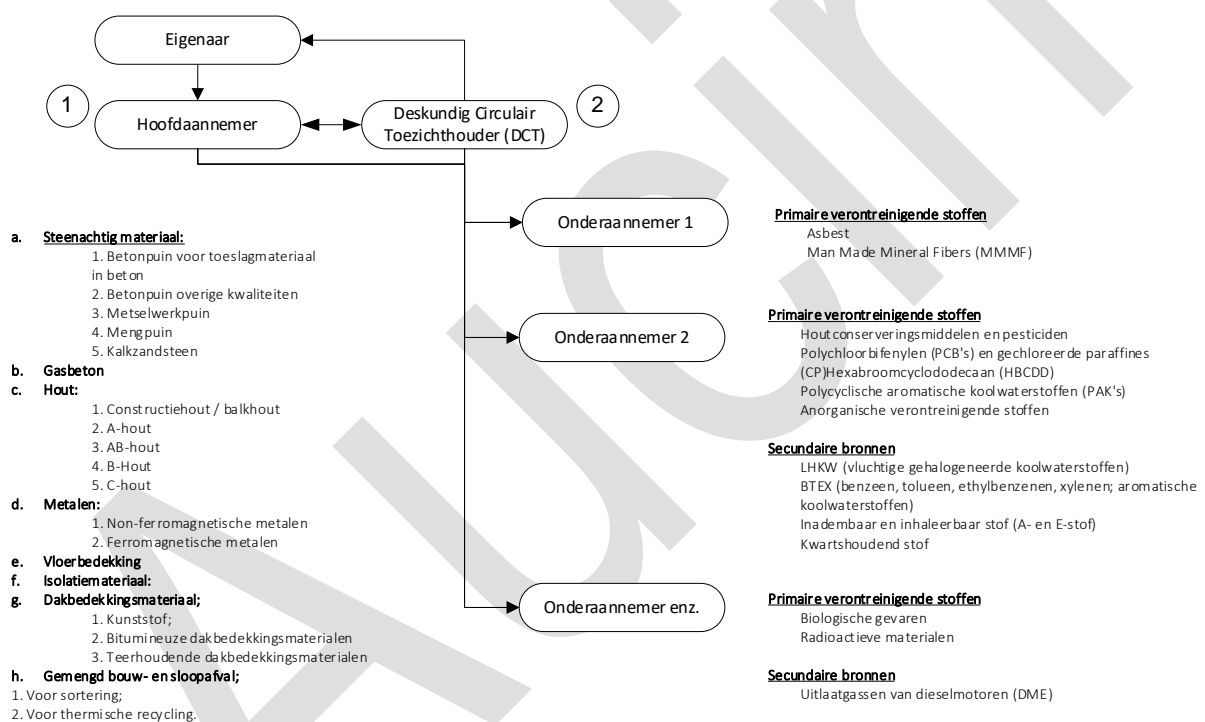 Eigenaar
1
Hoofdaannemer
Deskundig Circulair
Toezichthouder (DCT)
2
Onderaannemer 1
Primaire verontreinigende stoffen
Asbest
Man Made Mineral Fibers (MMMF)
a. Steenachtig materiaal:
1. Betonpuin voor toeslagmateriaal
in beton
2. Betonpuin overige kwaliteiten
3. Metselwerkpuin
4. Mengpuin
5. Kalkzandsteen
b. Gasbeton
c. Hout:
1. Constructiehout / balkhout
2. A-hout
3. AB-hout
4. B-Hout
5. C-hout
d. Metalen:
1. Non-ferromagnetische metalen
2. Ferromagnetische metalen
e. Vloerbedekking
f. Isolatiemateriaal:
g. Dakbedekkingsmateriaal;
1. Kunststof;
2. Bitumineuze dakbedekkingsmaterialen
3. Teerhoudende dakbedekkingsmaterialen
h. Gemengd bouw- en sloopafval;
1. Voor sortering;
2. Voor thermische recycling.
Onderaannemer 2
Primaire verontreinigende stoffen
Houtconserveringsmiddelen en pesticiden
Polychloorbifenylen (PCB's) en gechloreerde paraffines
(CP)Hexabroomcyclododecaan (HBCDD)
Polycyclische aromatische koolwaterstoffen (PAK's)
Anorganische verontreinigende stoffen
Secundaire bronnen
LHKW (vluchtige gehalogeneerde koolwaterstoffen)
BTEX (benzeen, tolueen, ethylbenzenen, xylenen; aromatische
koolwaterstoffen)
Inadembaar en inhaleerbaar stof (A- en E-stof)
Kwartshoudend stof
Onderaannemer enz.
Primaire verontreinigende stoffen
Biologische gevaren
Radioactieve materialen
Secundaire bronnen
Uitlaatgassen van dieselmotoren (DME)